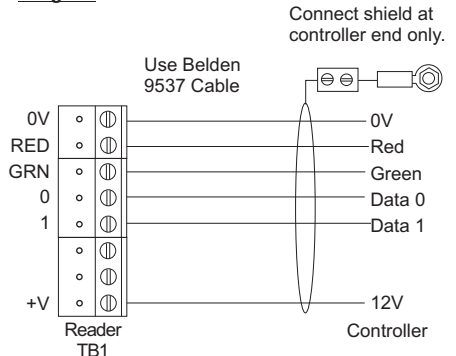 Connect shield at
controller end only.
Use Belden
9537 Cable
0V
0V
RED
Red
GRN
Green
0
Data 0
1
Data 1
+V
12V
Reader
TB1
Controller